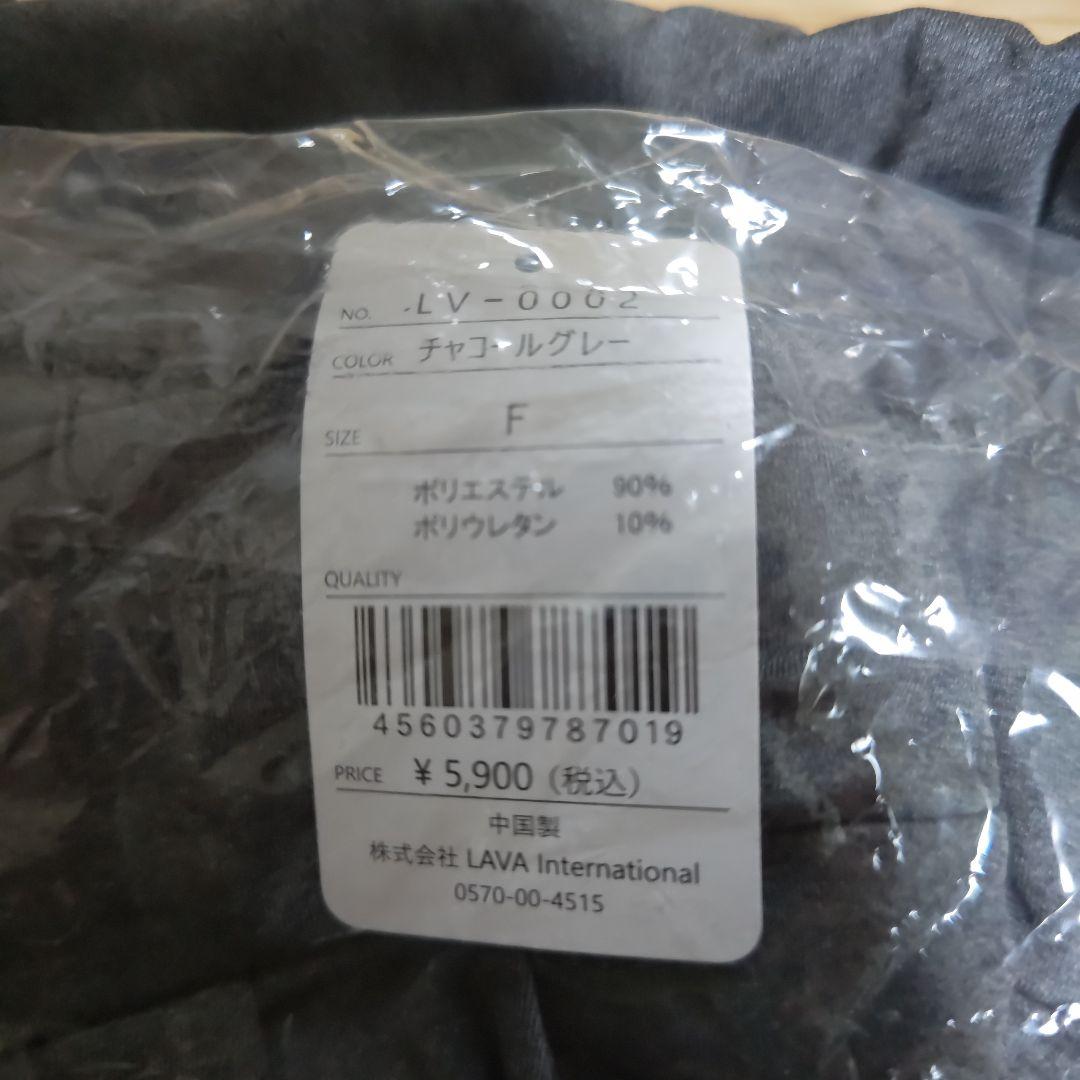 NO. LV-0002
COLOR チャコールグレー
SIZE F
ポリエステル 90%
ポリウレタン 10%
QUALITY
4560379787019
PRICE ¥5,900(税込)
中国製
株式会社 LAVA International
0570-00-4515